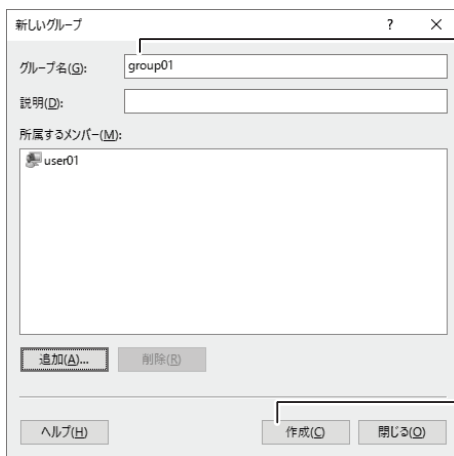 新しいグループ ? ×
グループ名(G): group01
説明(D):
所属するメンバー(M):
user01
追加(A)... 削除(R)
ヘルプ(H) 作成(C) 閉じる(O)